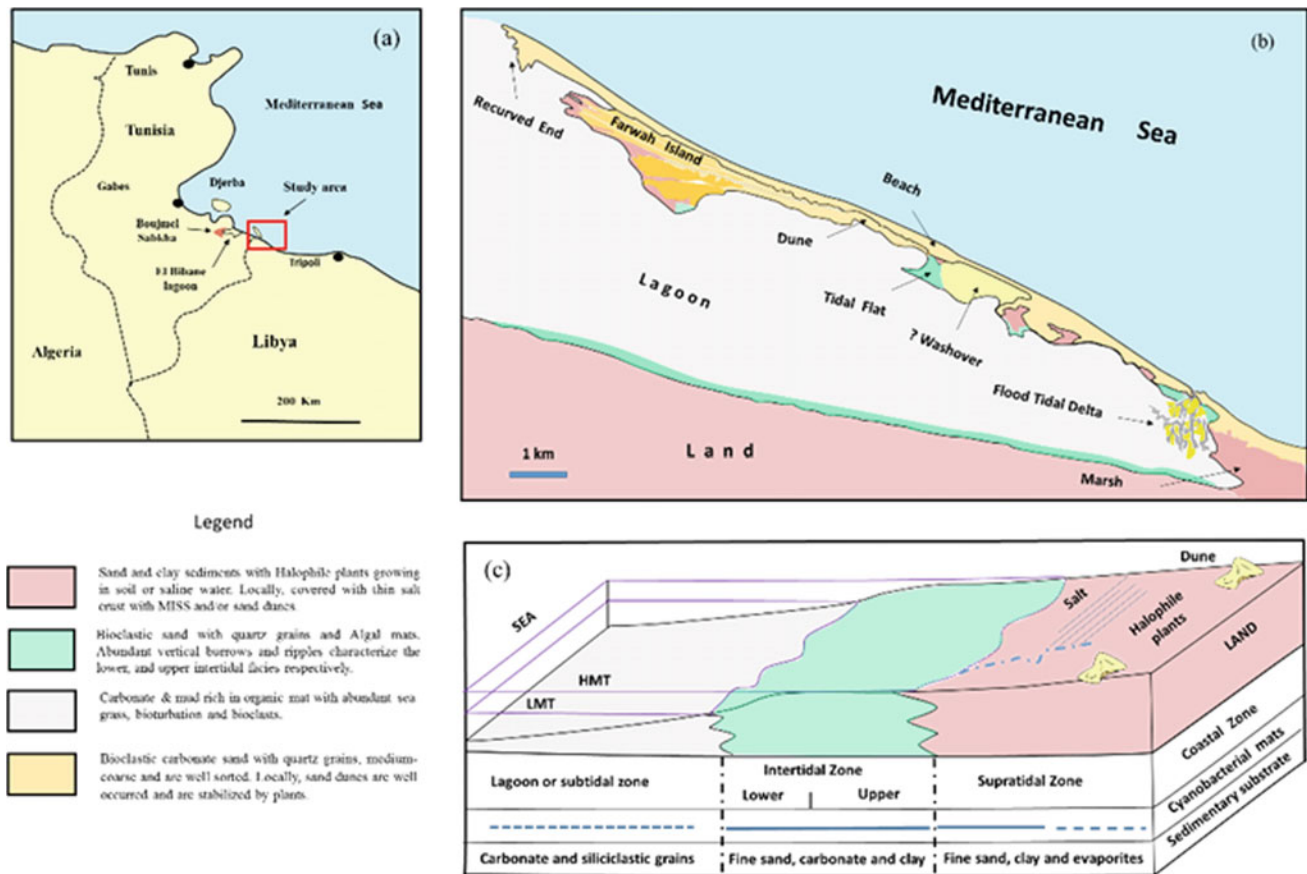 (a)
Tunis
Mediterranean Sea
Tunisia
Gabes
Djerba
Study area
Boujmel
Sabkha
El Bibane
lagoon
Tripoli
Algeria
Libya
200 Km
(b)
Mediterranean Sea
Recurved End
Farwah Island
Beach
Dune
Lagoon
Tidal Flat
? Washover
Flood Tidal Delta
Land
1 km
Marsh
Legend
Sand and clay sediments with Halophile plants growing
in soil or saline water. Locally, covered with thin salt
crust with MISS and/or sand dunes.
Bioclastic sand with quartz grains and Algal mats.
Abundant vertical burrows and ripples characterize the
lower, and upper intertidal facies respectively.
Carbonate & mud rich in organic mat with abundant sea
grass, bioturbation and bioclasts.
Bioclastic carbonate sand with quartz grains, medium-
coarse and are well sorted. Locally, sand dunes are well
occurred and are stabilized by plants.
(c)
Dune
SEA
Salt
Halophile
plants
LAND
HMT
LMT
Coastal Zone
Cyanobacterial mats
Sedimentary substrate
Lagoon or subtidal zone
Intertidal Zone
Lower
Upper
Supratidal Zone
Carbonate and siliciclastic grains
Fine sand, carbonate and clay
Fine sand, clay and evaporites